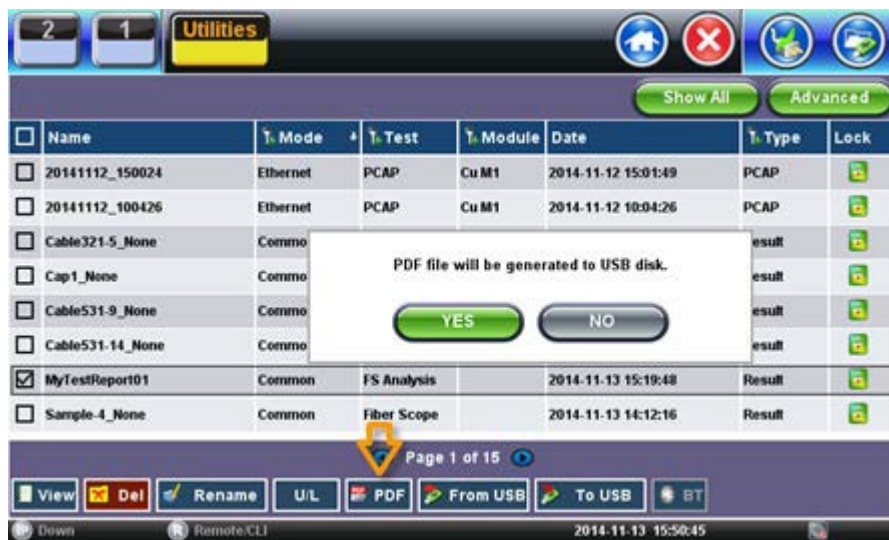 2 1 Utilities
Show All Advanced
Name Mode Test Module Date Type Lock
20141112_150024 Ethernet PCAP Cu M1 2014-11-12 15:01:49 PCAP
20141112_100426 Ethernet PCAP Cu M1 2014-11-12 10:04:26 PCAP
Cable321-5_None Commo esult
PDF file will be generated to USB disk.
Cap1_None Commo esult
Cable531-9_None Commo esult
YES NO
Cable531-14_None Commo esult
MyTestReport01 Common FS Analysis 2014-11-13 15:19:48 Result
Sample-4_None Common Fiber Scope 2014-11-13 14:12:16 Result
Page 1 of 15
View Del Rename U/L PDF From USB To USB BT
IP Down R Remote/CLI 2014-11-13 15:50:45